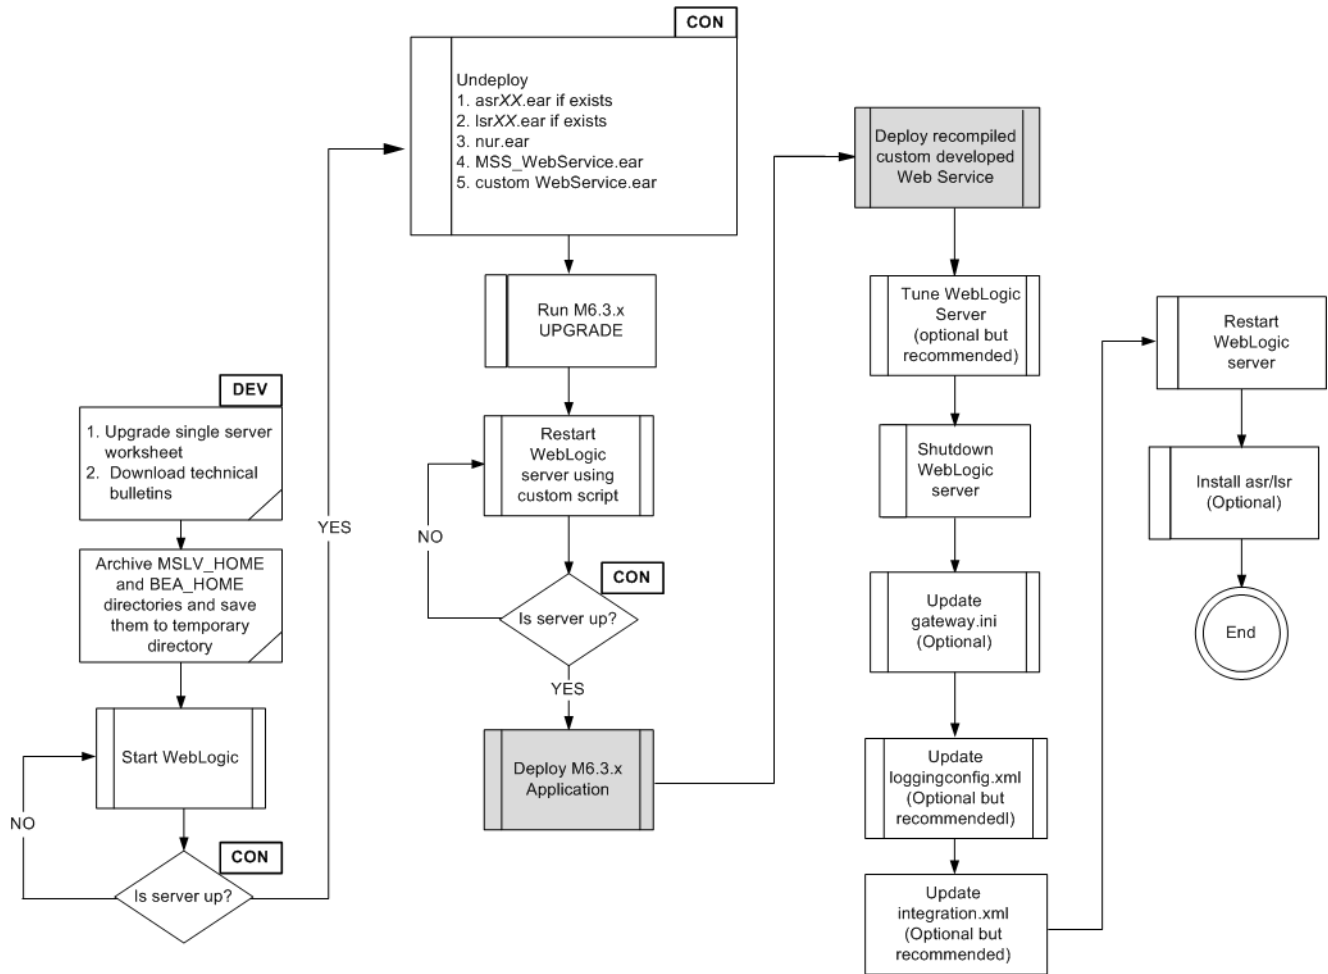 DEV
1. Upgrade single server
worksheet
2. Download technical
bulletins
Archive MSLV_HOME
and BEA_HOME
directories and save
them to temporary
directory
Start WebLogic
NO
CON
Is server up?
YES
CON
Undeploy
1. asrXX.ear if exists
2. lsrXX.ear if exists
3. nur.ear
4. MSS_WebService.ear
5. custom WebService.ear
Run M6.3.x
UPGRADE
Restart
WebLogic
server using
custom script
NO
CON
Is server up?
YES
Deploy M6.3.x
Application
Deploy recompiled
custom developed
Web Service
Tune WebLogic
Server
(optional but
recommended)
Shutdown
WebLogic
server
Update
gateway.ini
(Optional)
Update
loggingconfig.xml
(Optional but
recommendedl)
Update
integration.xml
(Optional but
recommended)
Restart
WebLogic
server
Install asr/lsr
(Optional)
End